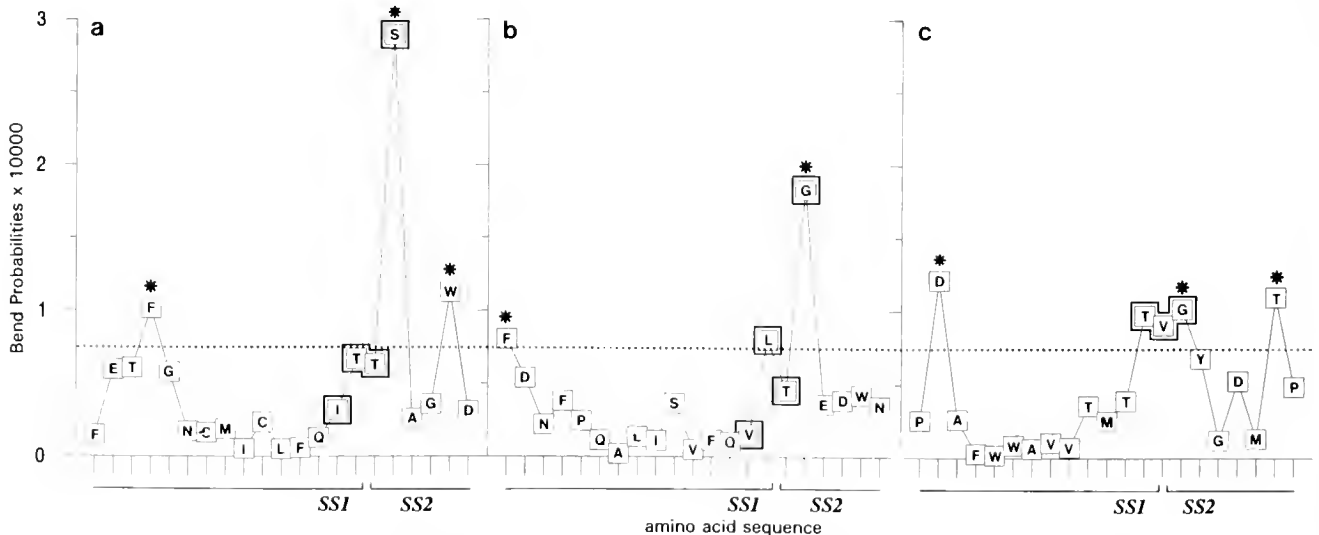 a
b
c
Bend Probabilities x 10000
3
2
1
0
F E T F G N C M I C L F Q I T T S A G W D
F D N F P Q A L I S V F Q V L T G E D W N
P D A F W W A V V T M T T V G Y G D M T P
SS1 SS2
SS1 SS2
SS1 SS2
amino acid sequence